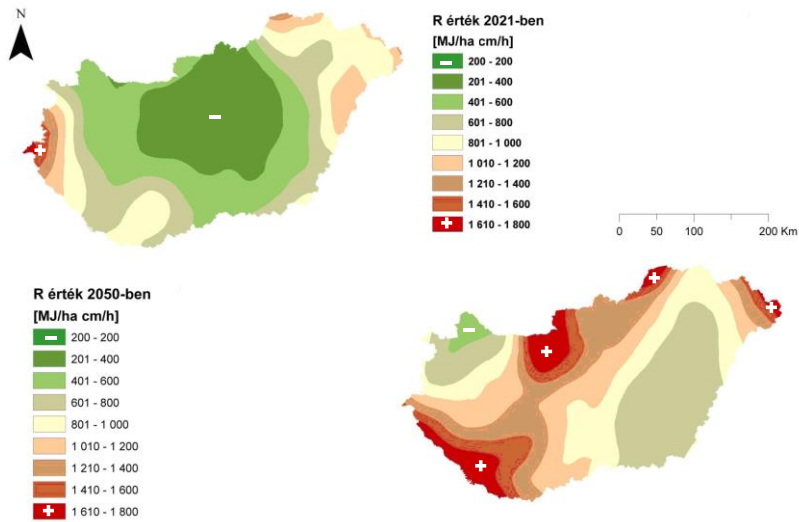 N
R érték 2021-ben
[MJ/ha cm/h]
200 - 200
201 - 400
401 - 600
601 - 800
801 - 1 000
1 010 - 1 200
1 210 - 1 400
1 410 - 1 600
1 610 - 1 800
0 50 100 200 Km
R érték 2050-ben
[MJ/ha cm/h]
200 - 200
201 - 400
401 - 600
601 - 800
801 - 1 000
1 010 - 1 200
1 210 - 1 400
1 410 - 1 600
1 610 - 1 800